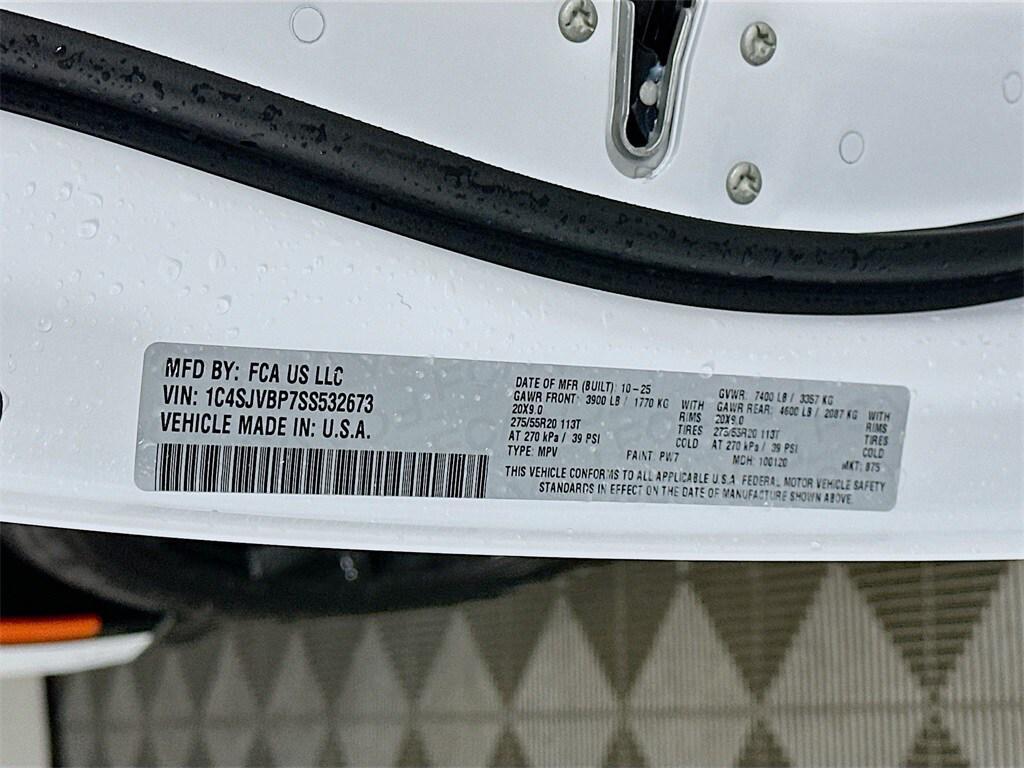 MFD BY: FCA US LLC
VIN: 1C4SJVBP7SS532673
VEHICLE MADE IN: U.S.A.
DATE OF MFR (BUILT): 10-25 GVWR: 7400 LB / 3357 KG
GAWR FRONT: 3900 LB / 1770 KG WITH GAWR REAR: 4600 LB / 2087 KG WITH
20X9.0 RIMS 20X9.0 RIMS
275/55R20 113T TIRES 275/55R20 113T TIRES
AT 270 kPa / 39 PSI COLD AT 270 kPa / 39 PSI COLD
TYPE: MPV PAINT: PW7 MDH: 100120 MKT: 875
THIS VEHICLE CONFORMS TO ALL APPLICABLE U.S.A. FEDERAL MOTOR VEHICLE SAFETY
STANDARDS IN EFFECT ON THE DATE OF MANUFACTURE SHOWN ABOVE.